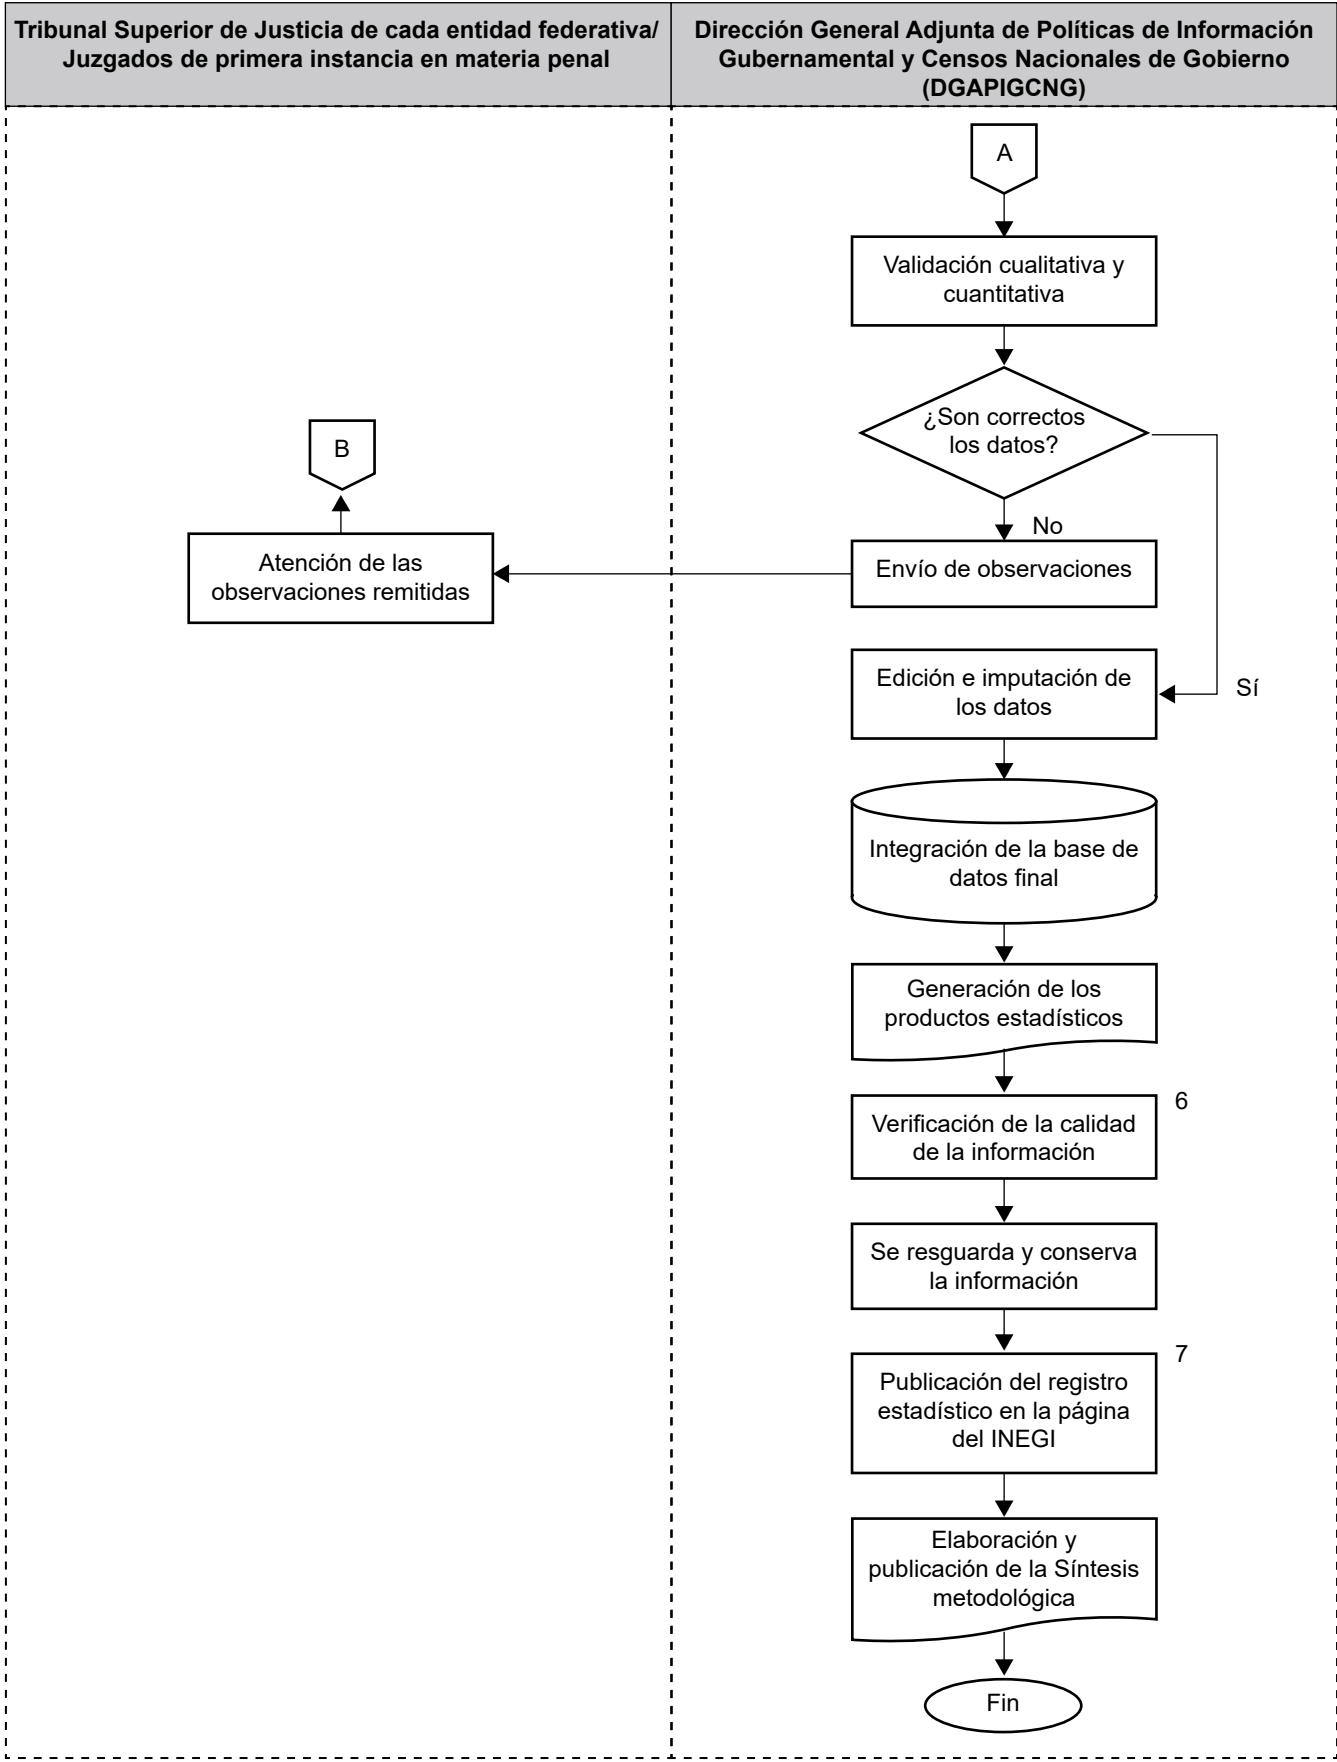 Tribunal Superior de Justicia de cada entidad federativa/
Juzgados de primera instancia en materia penal
Dirección General Adjunta de Políticas de Información
Gubernamental y Censos Nacionales de Gobierno
(DGAPIGCNG)
A
Validación cualitativa y
cuantitativa
¿Son correctos
los datos?
B
No
Atención de las
observaciones remitidas
Envío de observaciones
Edición e imputación de
los datos
Sí
Integración de la base de
datos final
Generación de los
productos estadísticos
6
Verificación de la calidad
de la información
Se resguarda y conserva
la información
7
Publicación del registro
estadístico en la página
del INEGI
Elaboración y
publicación de la Síntesis
metodológica
Fin